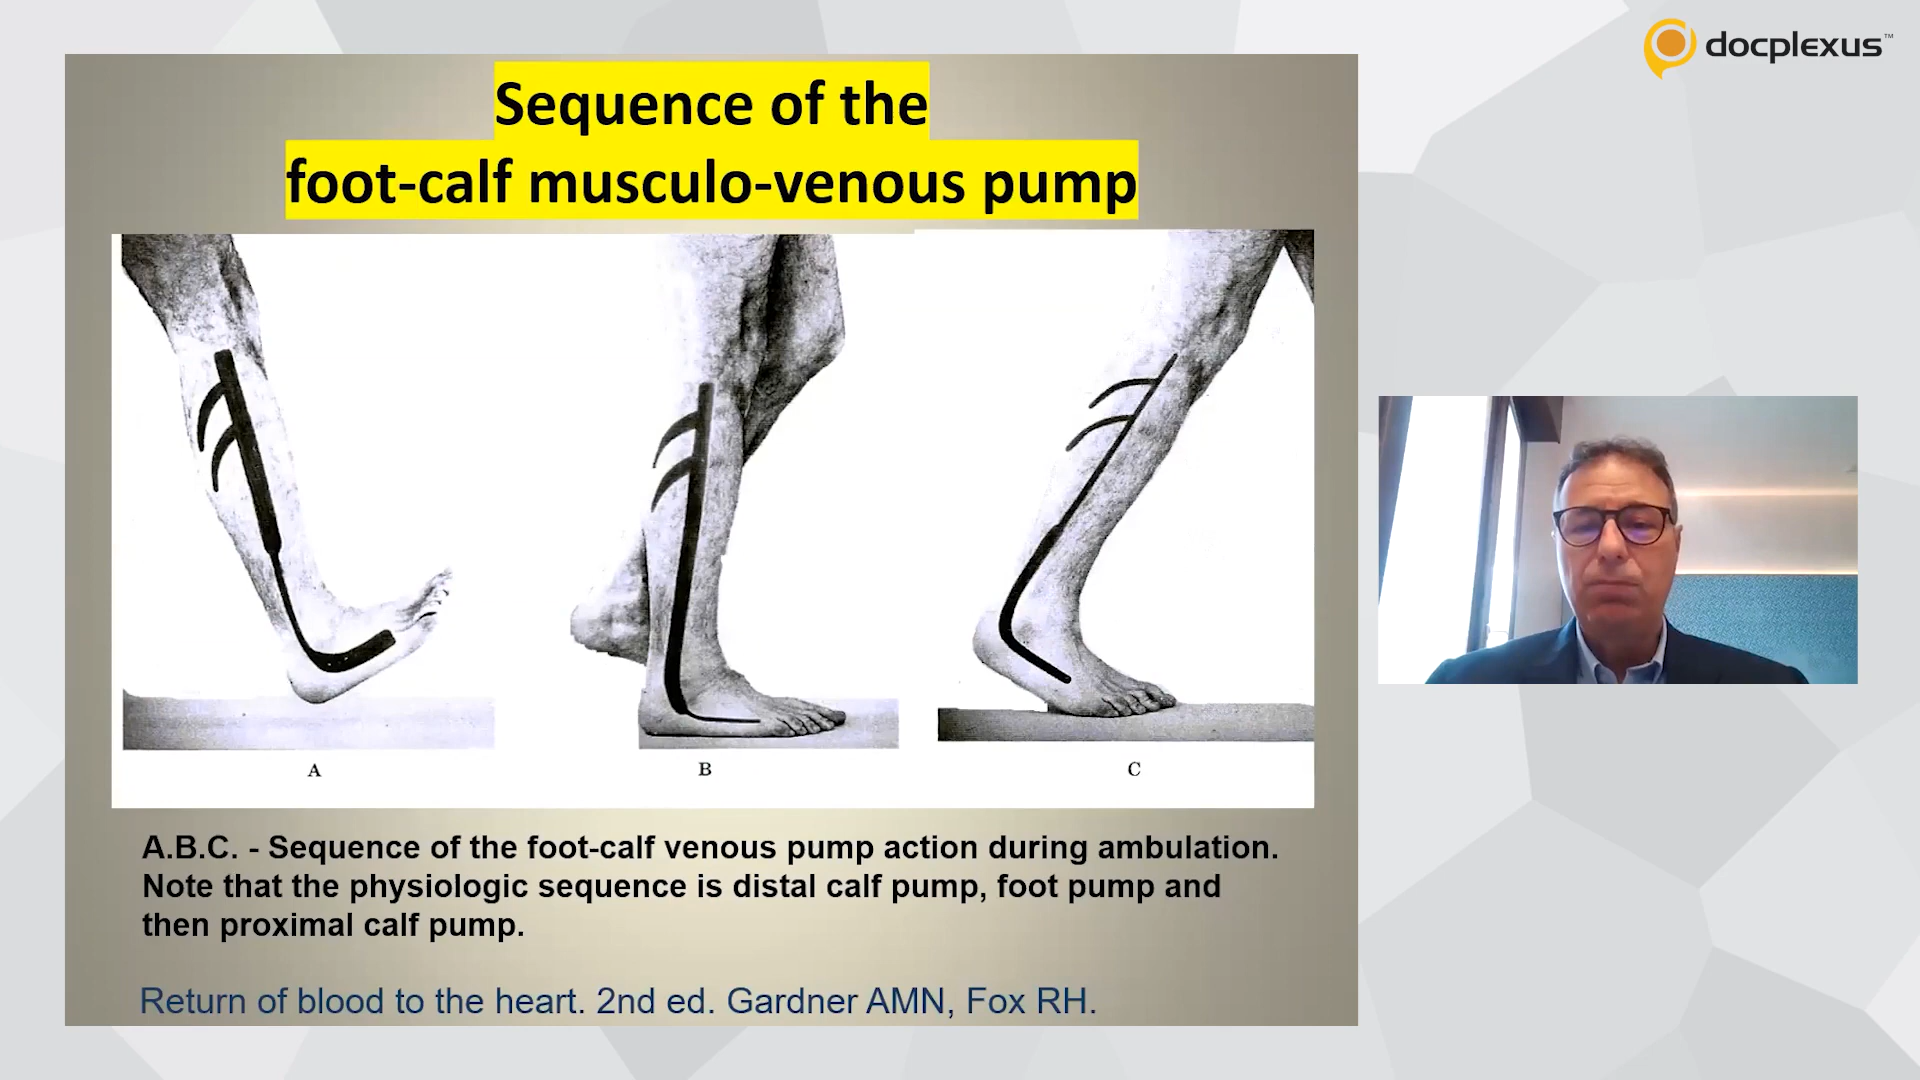 docplexus™
Sequence of the
foot-calf musculo-venous pump
A
B
C
A.B.C. - Sequence of the foot-calf venous pump action during ambulation.
Note that the physiologic sequence is distal calf pump, foot pump and
then proximal calf pump.
Return of blood to the heart. 2nd ed. Gardner AMN, Fox RH.